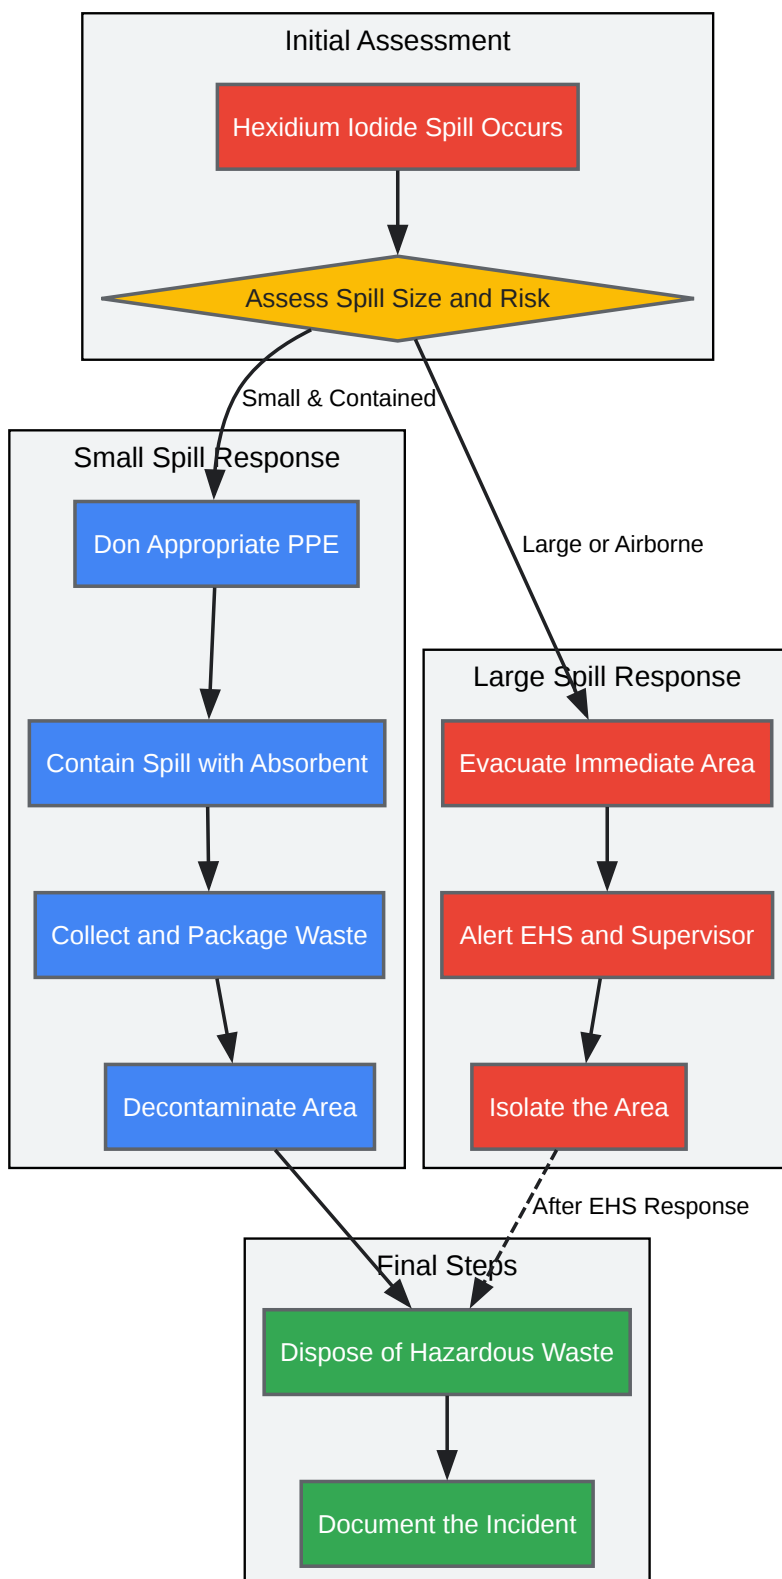 Initial Assessment
Hexidium Iodide Spill Occurs
Assess Spill Size and Risk
Small & Contained
Small Spill Response
Don Appropriate PPE
Large or Airborne
Large Spill Response
Contain Spill with Absorbent
Evacuate Immediate Area
Collect and Package Waste
Alert EHS and Supervisor
Decontaminate Area
Isolate the Area
After EHS Response
Final Steps
Dispose of Hazardous Waste
Document the Incident